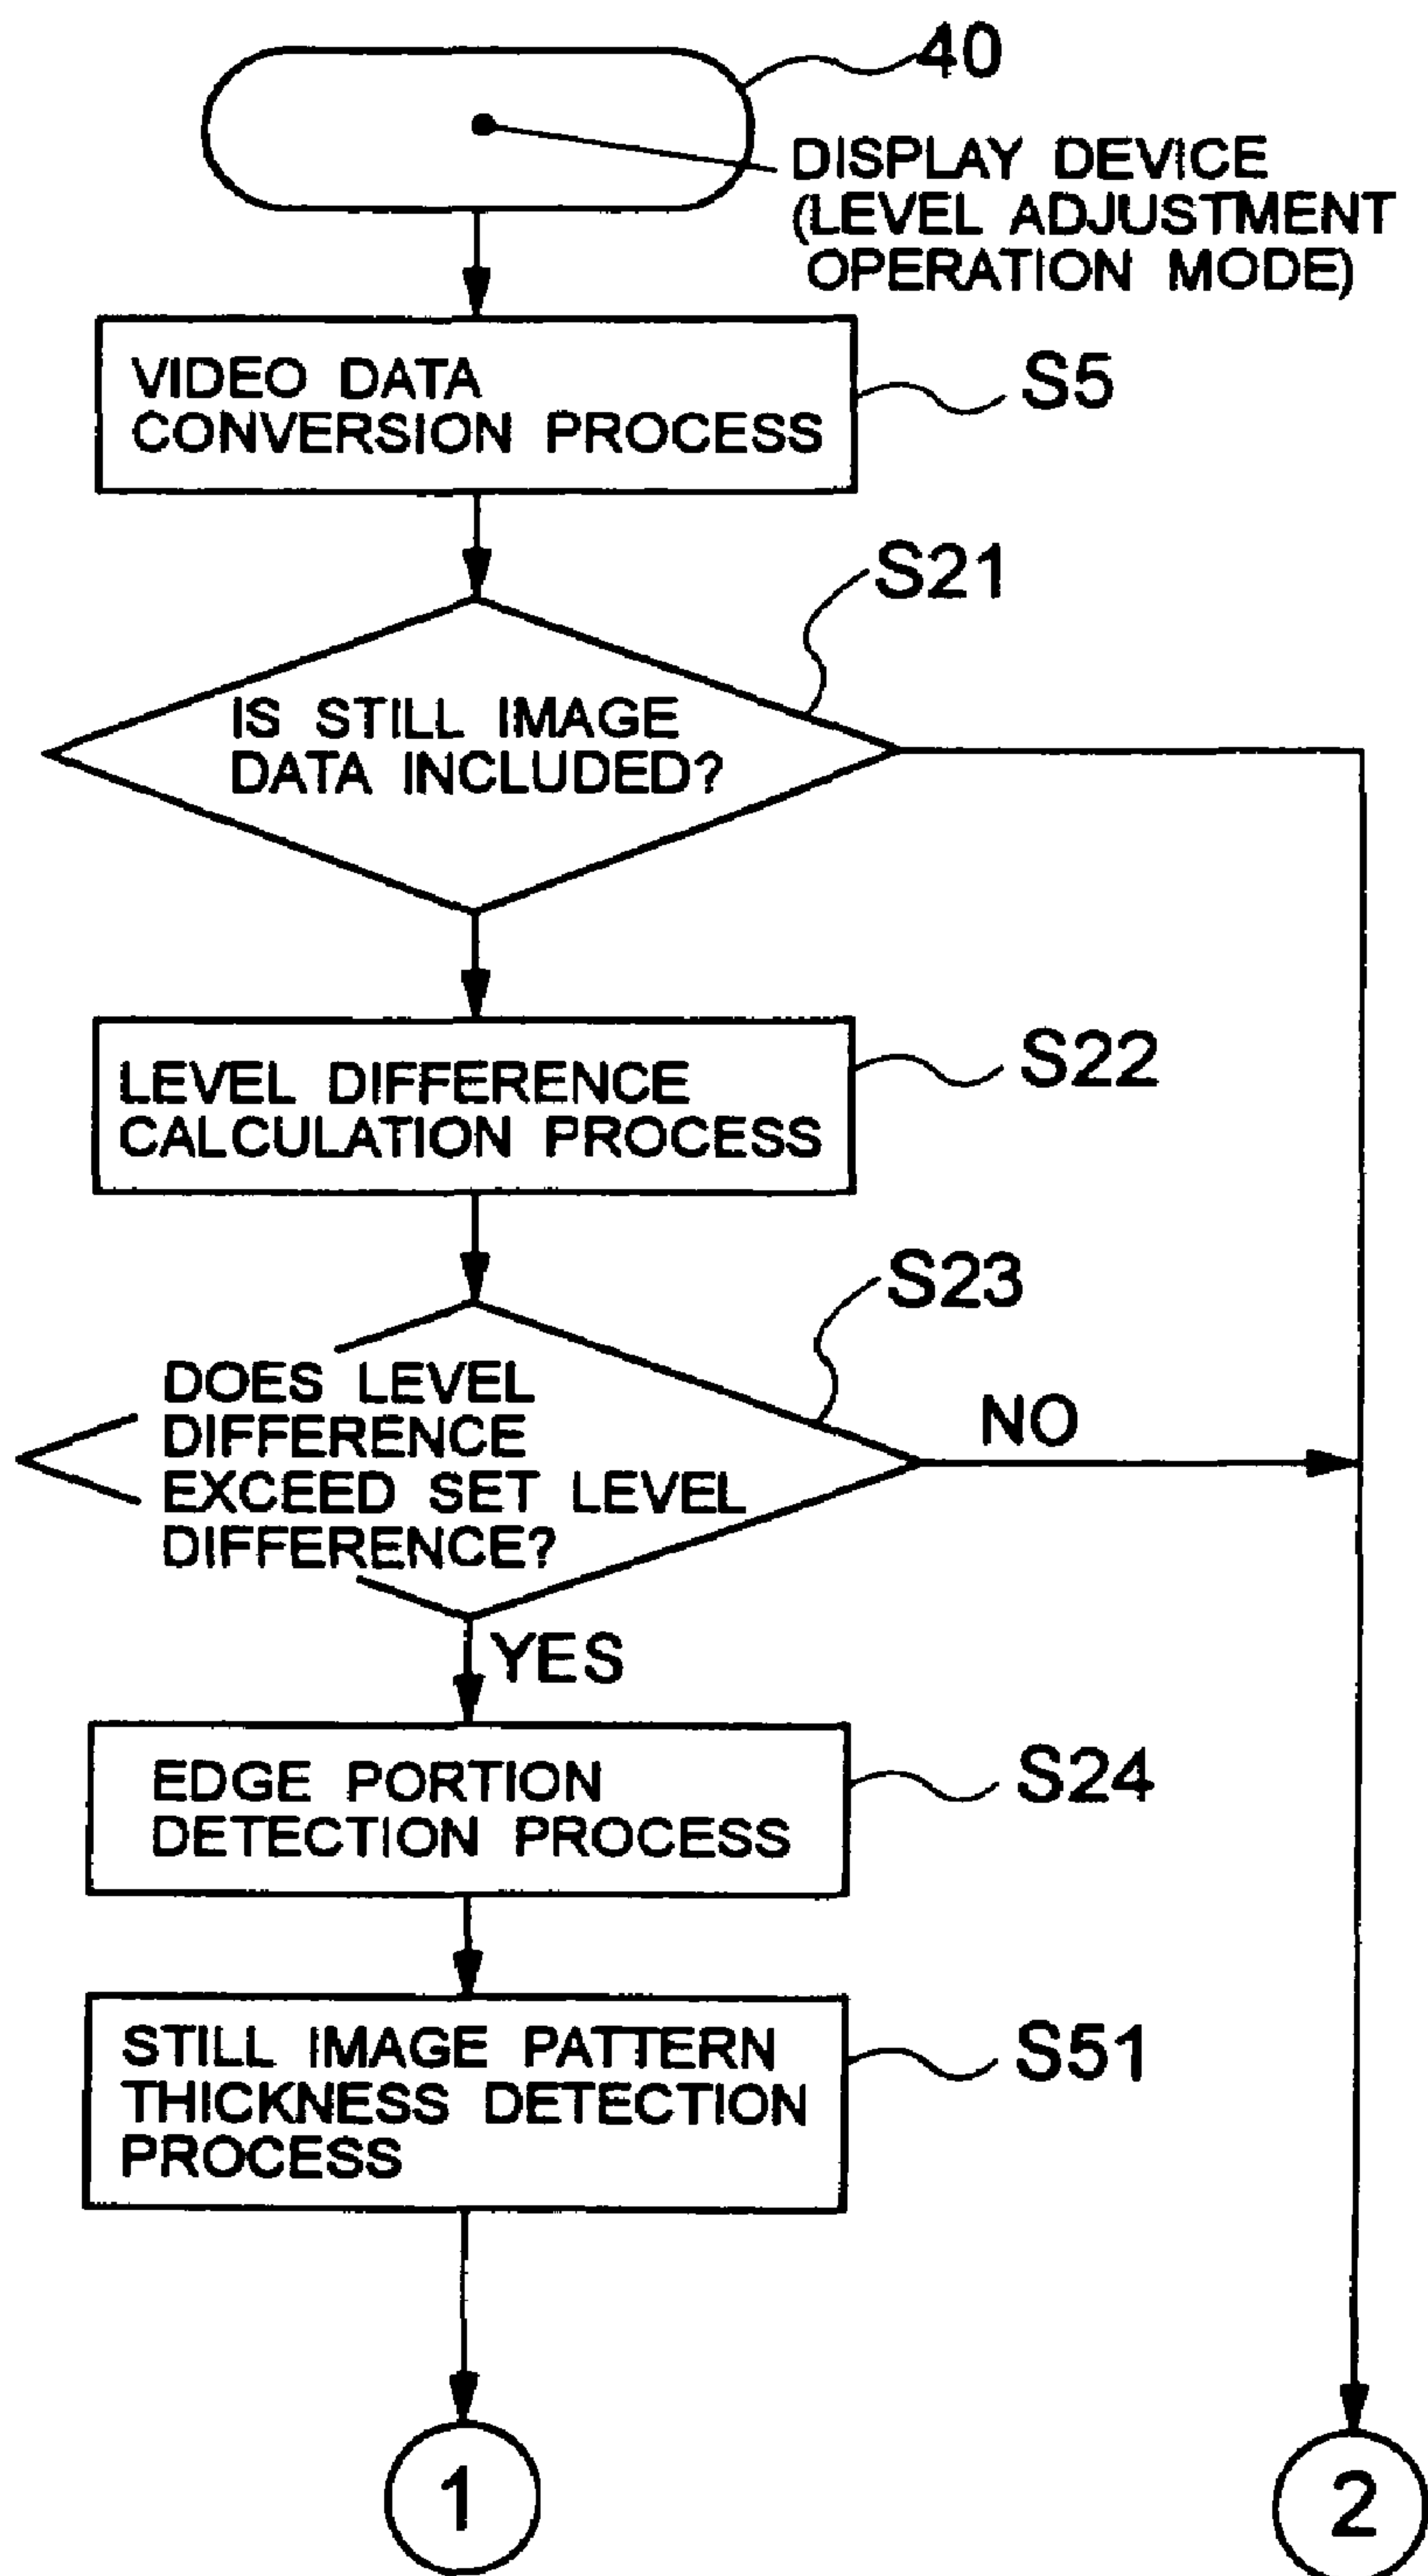 40
DISPLAY DEVICE
(LEVEL ADJUSTMENT
OPERATION MODE)
VIDEO DATA
CONVERSION PROCESS
S5
S21
IS STILL IMAGE
DATA INCLUDED?
LEVEL DIFFERENCE
CALCULATION PROCESS
S22
S23
DOES LEVEL
DIFFERENCE
EXCEED SET LEVEL
DIFFERENCE?
NO
YES
EDGE PORTION
DETECTION PROCESS
S24
STILL IMAGE PATTERN
THICKNESS DETECTION
PROCESS
S51
1
2